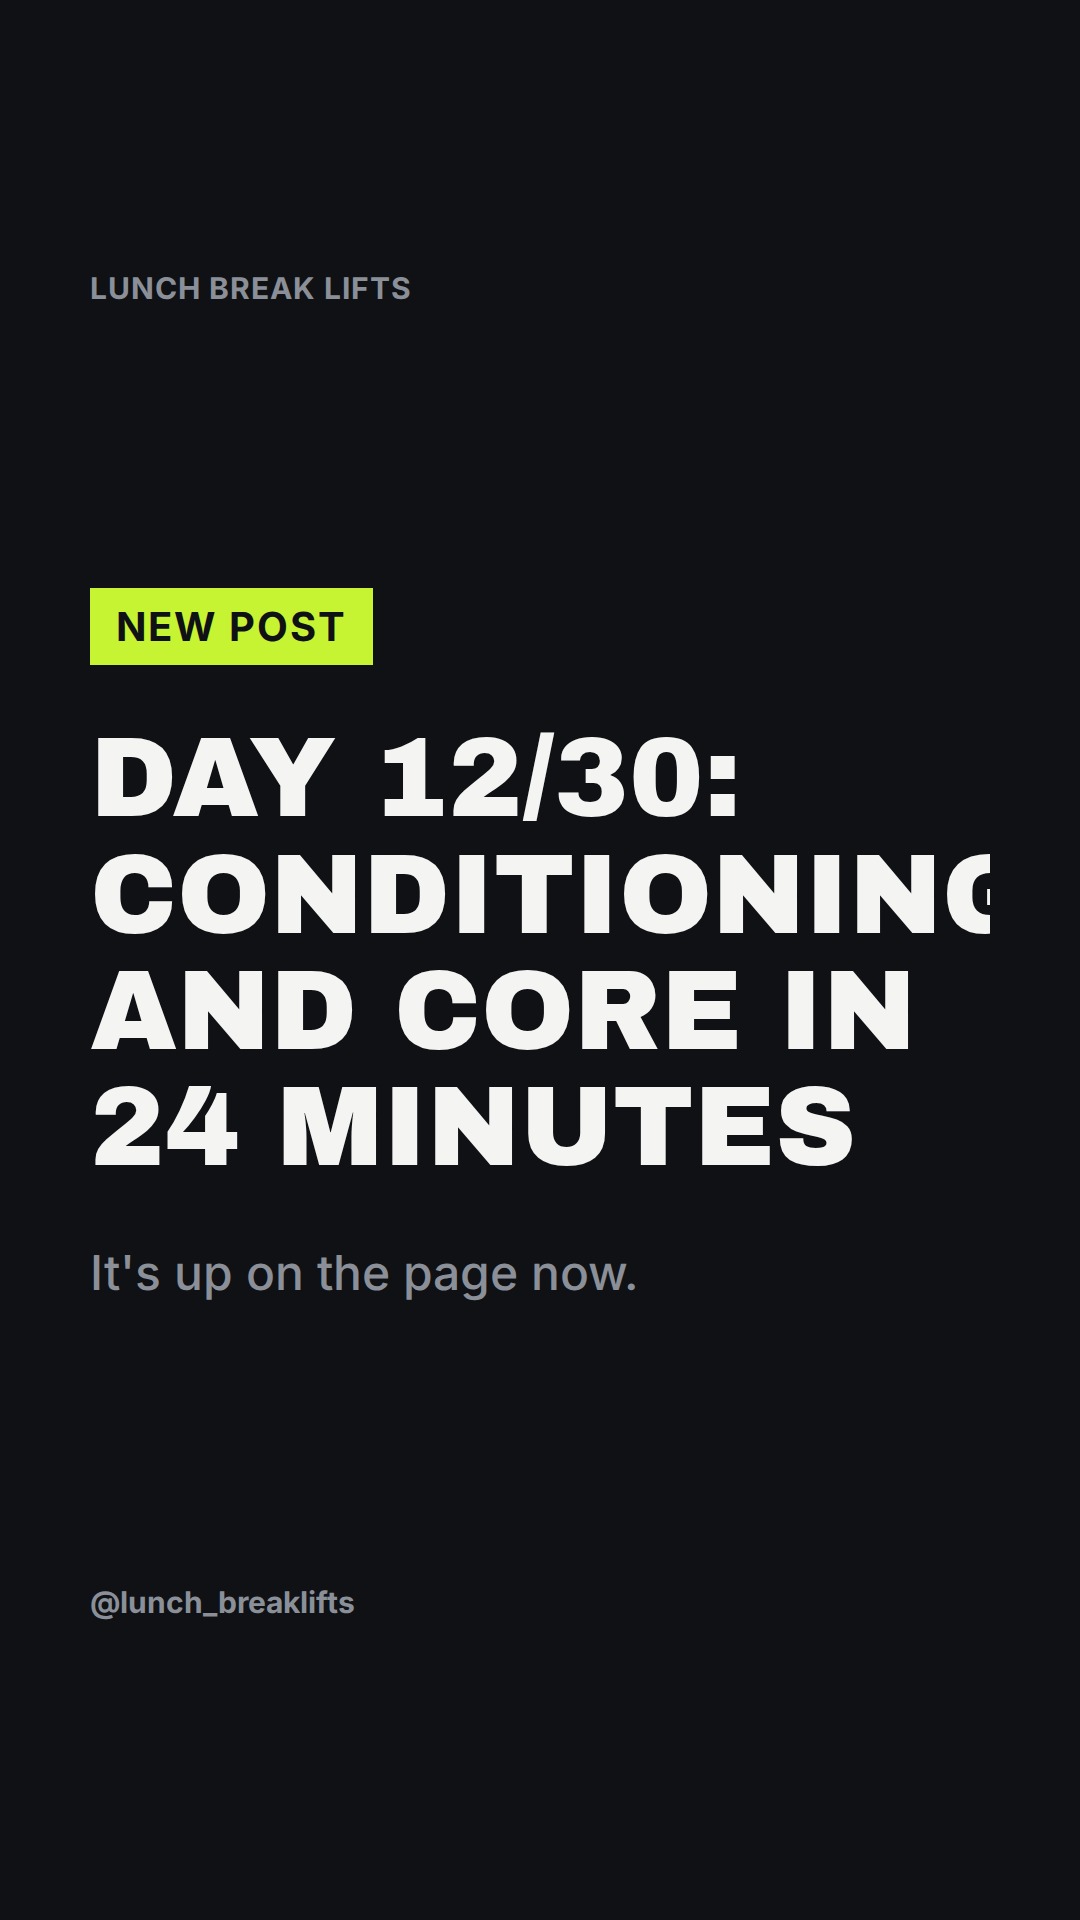 LUNCH BREAK LIFTS
NEW POST
DAY 12/30:
CONDITIONING
AND CORE IN
24 MINUTES
It's up on the page now.
@lunch_breaklifts